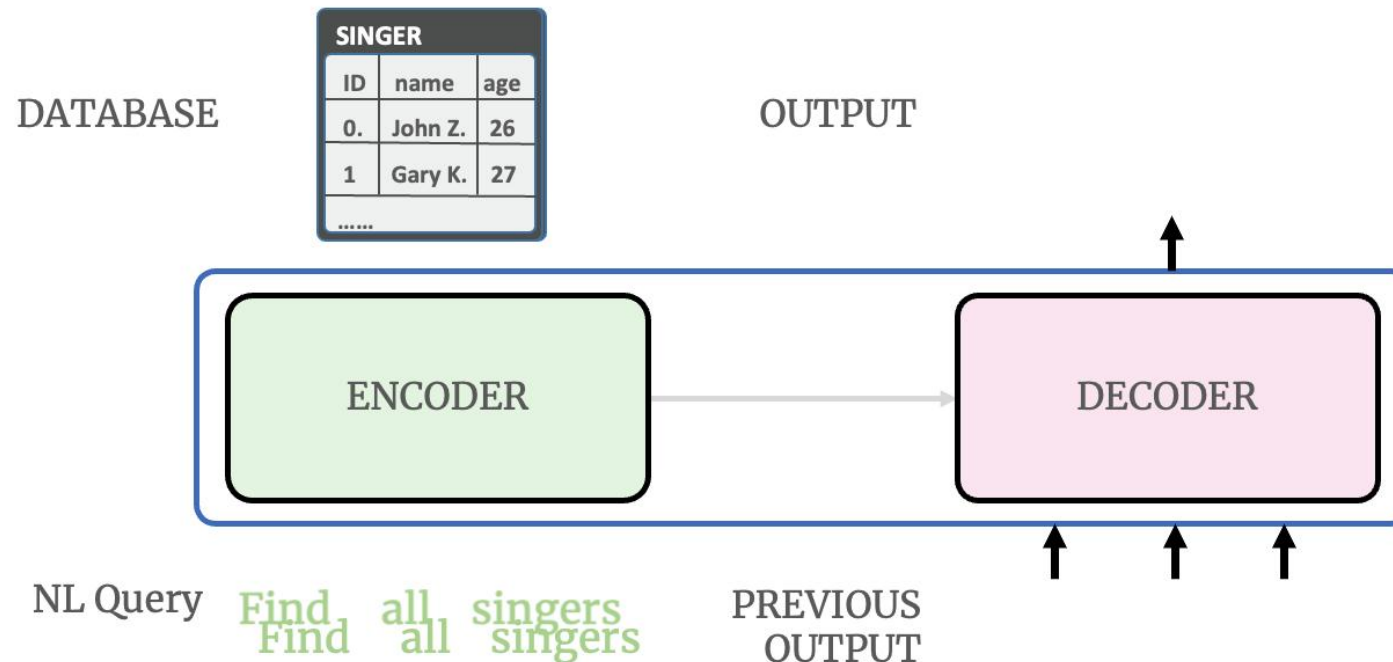 SINGER
ID name age
DATABASE
0. John Z. 26
OUTPUT
1 Gary K. 27
......
ENCODER
DECODER
NL Query
Find all singers
Find all singers
PREVIOUS
OUTPUT